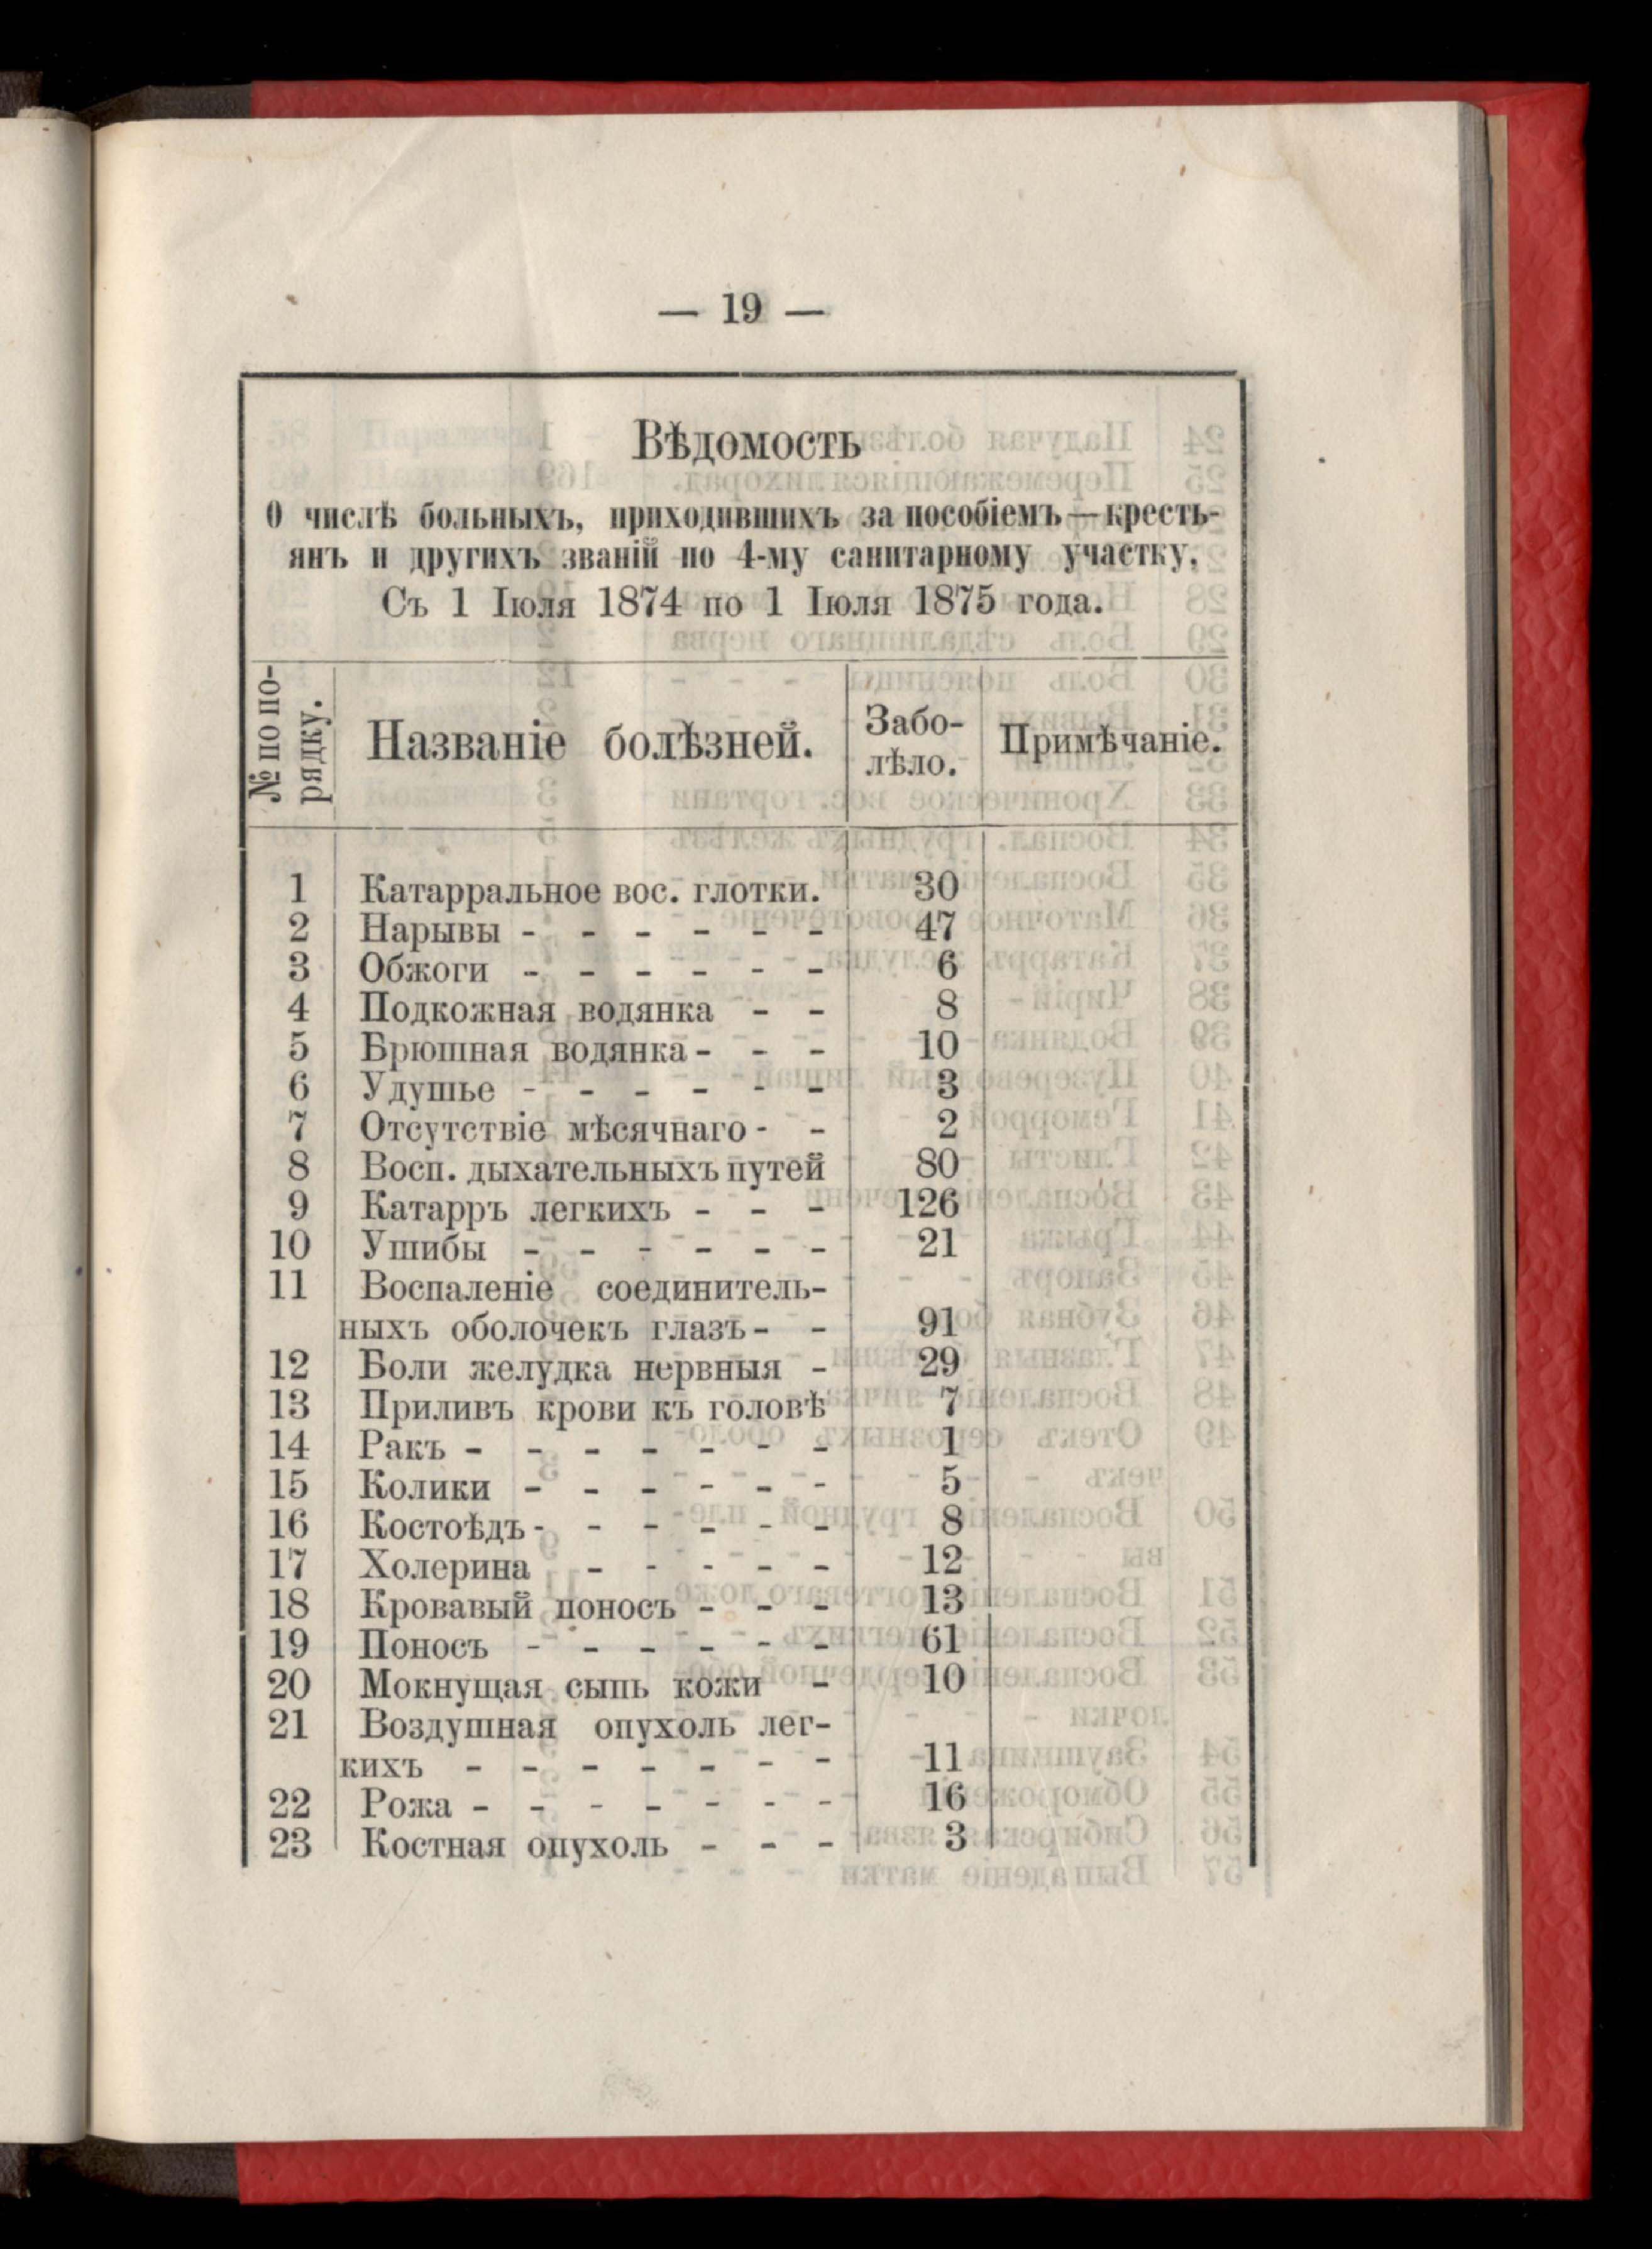 — 19 —
Вѣдомость
О числѣ больныхъ, приходившихъ за пособіемъ — кресть-
янъ и другихъ званій по 4-му санитарному участку,
Съ 1 Іюля 1874 по 1 Іюля 1875 года.
№ по по-
рядку.
Названіе болѣзней.
Забо-
лѣло.
Примѣчаніе.
1 Катарральное вос. глотки. 30
2 Нарывы - - - - - - 47
3 Обжоги - - - - - - 6
4 Подкожная водянка - - 8
5 Брюшная водянка - - - 10
6 Удушье - - - - - - 3
7 Отсутствіе мѣсячнаго - - 2
8 Восп. дыхательныхъ путей 80
9 Катарръ легкихъ - - - 126
10 Ушибы - - - - - - 21
11 Воспаленіе соединитель-
ныхъ оболочекъ глазъ - - 91
12 Боли желудка нервныя - 29
13 Приливъ крови къ головѣ 7
14 Ракъ - - - - - - - 1
15 Колики - - - - - - 5
16 Костоѣдъ - - - - - - 8
17 Холерина - - - - - 12
18 Кровавый поносъ - - - 13
19 Поносъ - - - - - - 61
20 Мокнущая сыпь кожи - 10
21 Воздушная опухоль лег-
кихъ - - - - - - - 11
22 Рожа - - - - - - - 16
23 Костная опухоль - - - 3